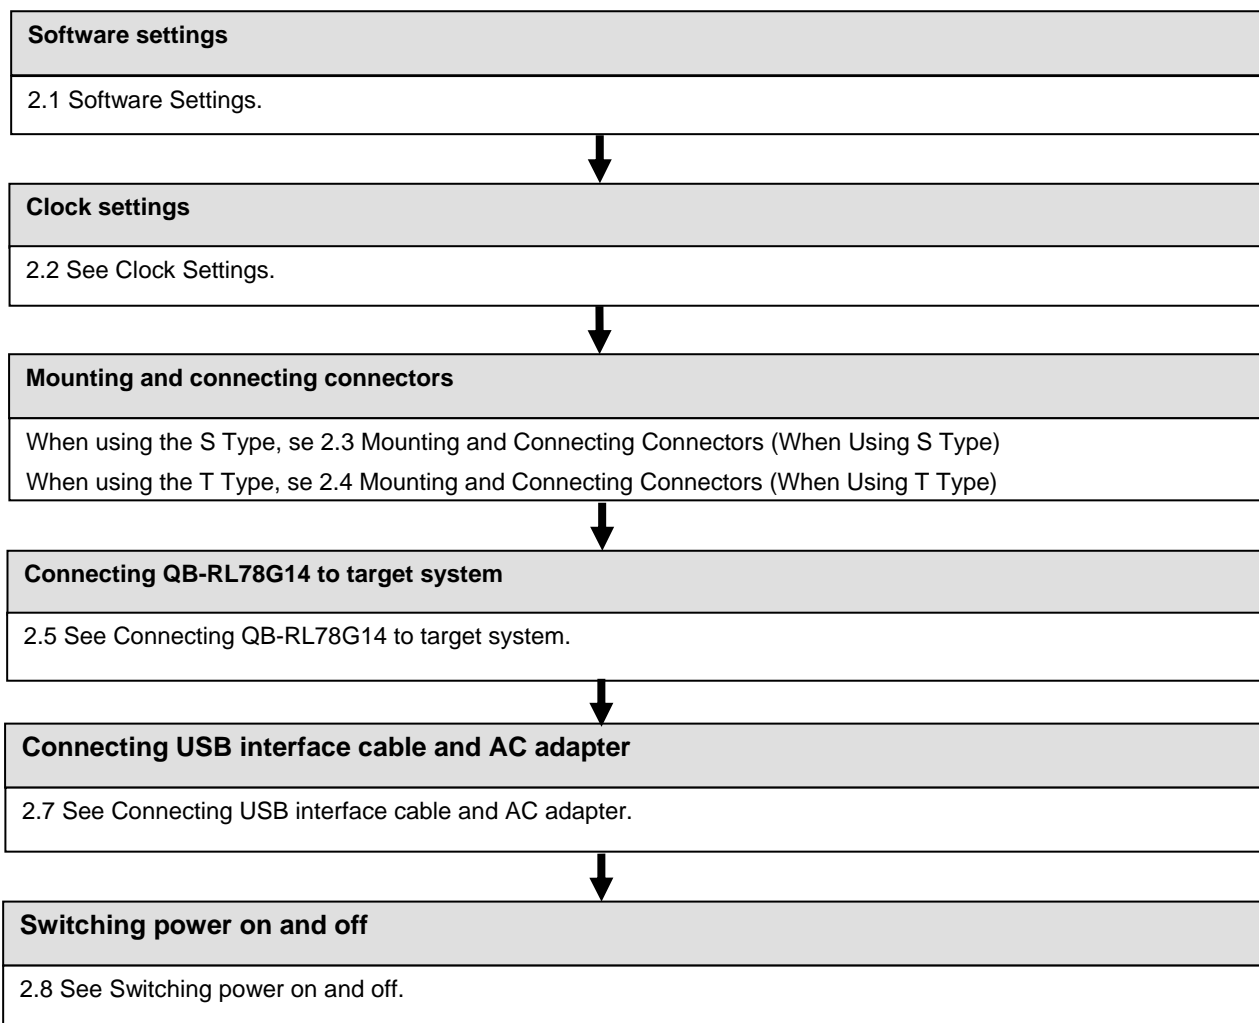 Software settings
2.1 Software Settings.
Clock settings
2.2 See Clock Settings.
Mounting and connecting connectors
When using the S Type, se 2.3 Mounting and Connecting Connectors (When Using S Type)
When using the T Type, se 2.4 Mounting and Connecting Connectors (When Using T Type)
Connecting QB-RL78G14 to target system
2.5 See Connecting QB-RL78G14 to target system.
Connecting USB interface cable and AC adapter
2.7 See Connecting USB interface cable and AC adapter.
Switching power on and off
2.8 See Switching power on and off.